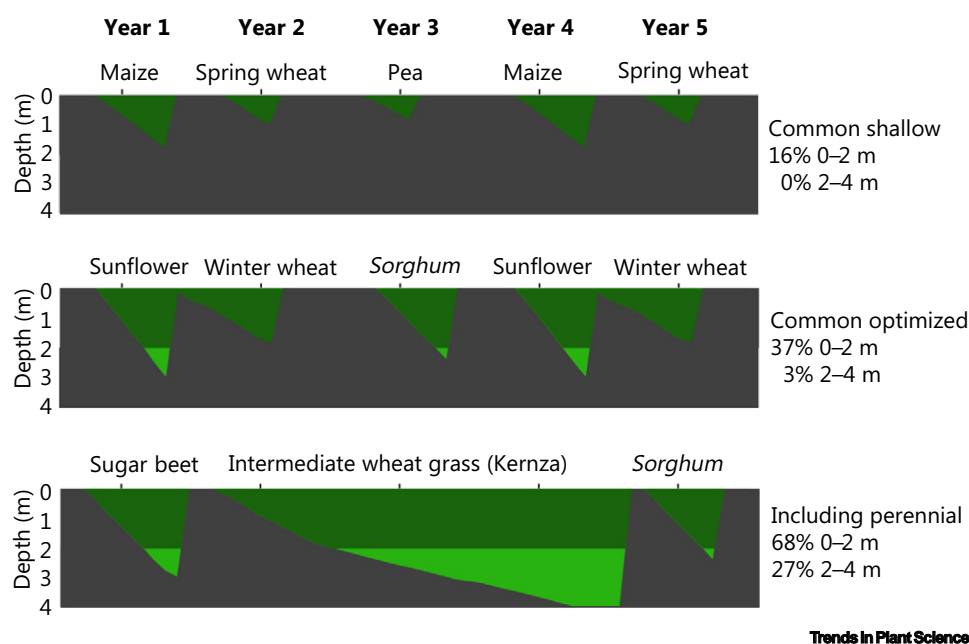 Year 1 Year 2 Year 3 Year 4 Year 5
Maize Spring wheat Pea Maize Spring wheat
Depth (m)
0
1
2
3
4
Common shallow
16% 0–2 m
0% 2–4 m
Sunflower Winter wheat Sorghum Sunflower Winter wheat
Depth (m)
0
1
2
3
4
Common optimized
37% 0–2 m
3% 2–4 m
Sugar beet Intermediate wheat grass (Kernza) Sorghum
Depth (m)
0
1
2
3
4
Including perennial
68% 0–2 m
27% 2–4 m
Trends in Plant Science